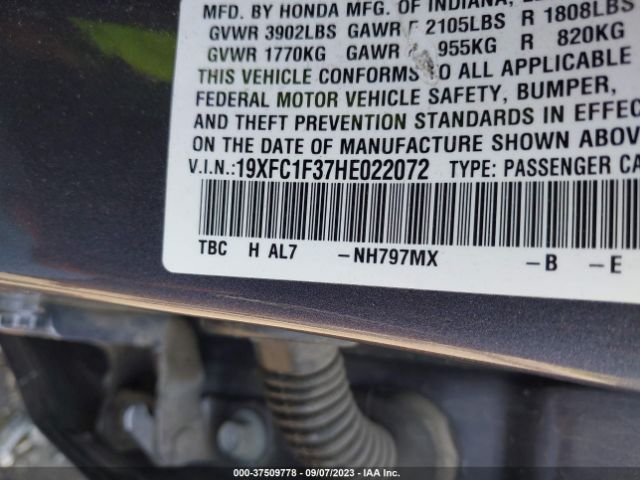 MFD. BY HONDA MFG. OF INDIANA,
GVWR 3902LBS GAWR F 2105LBS R 1808LBS
GVWR 1770KG GAWR 955KG R 820KG
THIS VEHICLE CONFORMS TO ALL APPLICABLE
FEDERAL MOTOR VEHICLE SAFETY, BUMPER,
AND THEFT PREVENTION STANDARDS IN EFFEC
ON THE DATE OF MANUFACTURE SHOWN ABOV
V.I.N.:19XFC1F37HE022072 TYPE: PASSENGER CA
TBC H AL7 –NH797MX –B –E
000-37509778 - 09/07/2023 - IAA Inc.